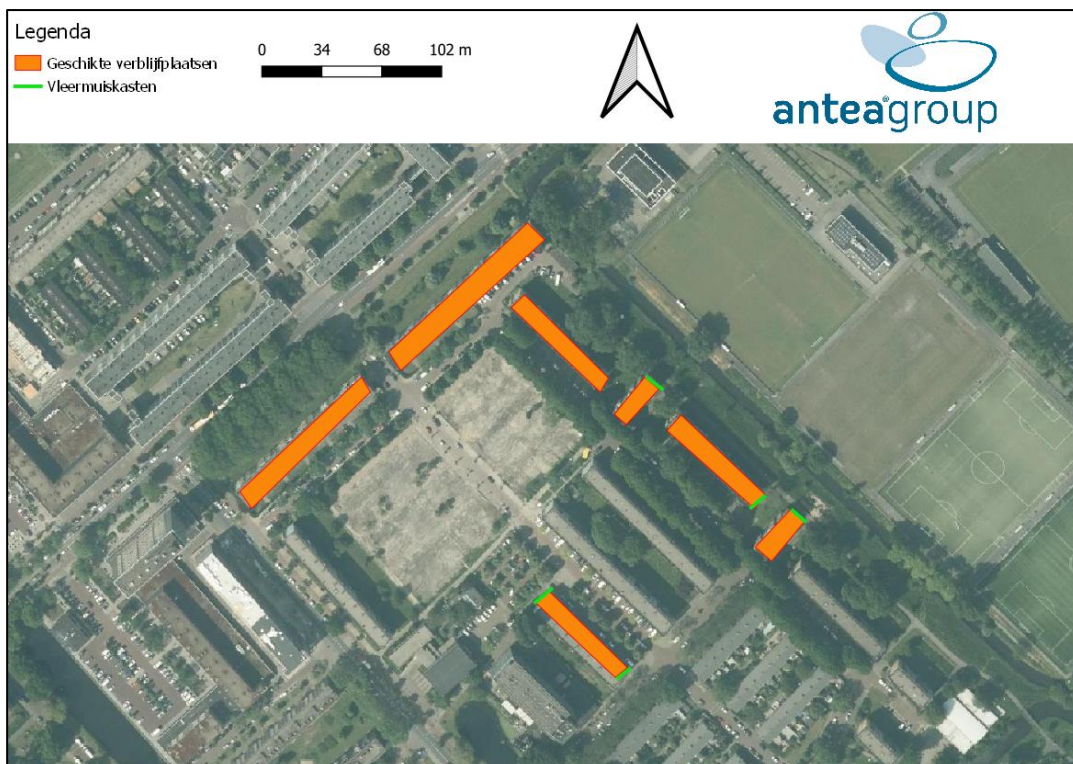 Legenda
Geschikte verblijfplaatsen
Vleermuiskasten
0 34 68 102 m
anteagroup